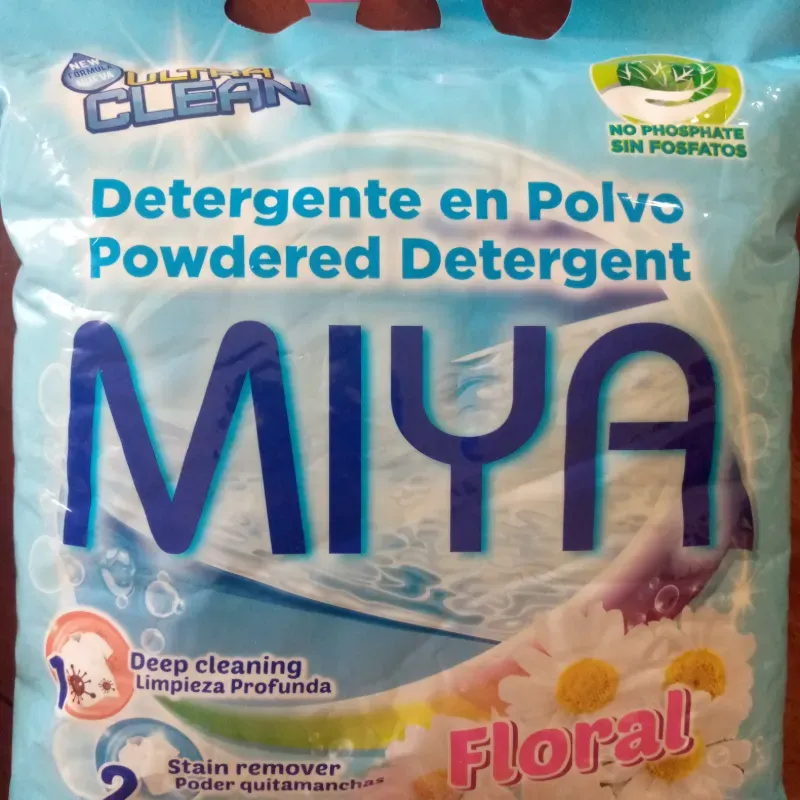 NEW
FORMULA
NUEVA
ULTRA
CLEAN
NO PHOSPHATE
SIN FOSFATOS
Detergente en Polvo
Powdered Detergent
MIYA
1
Deep cleaning
Limpieza Profunda
2
Stain remover
Poder quitamanchas
Floral